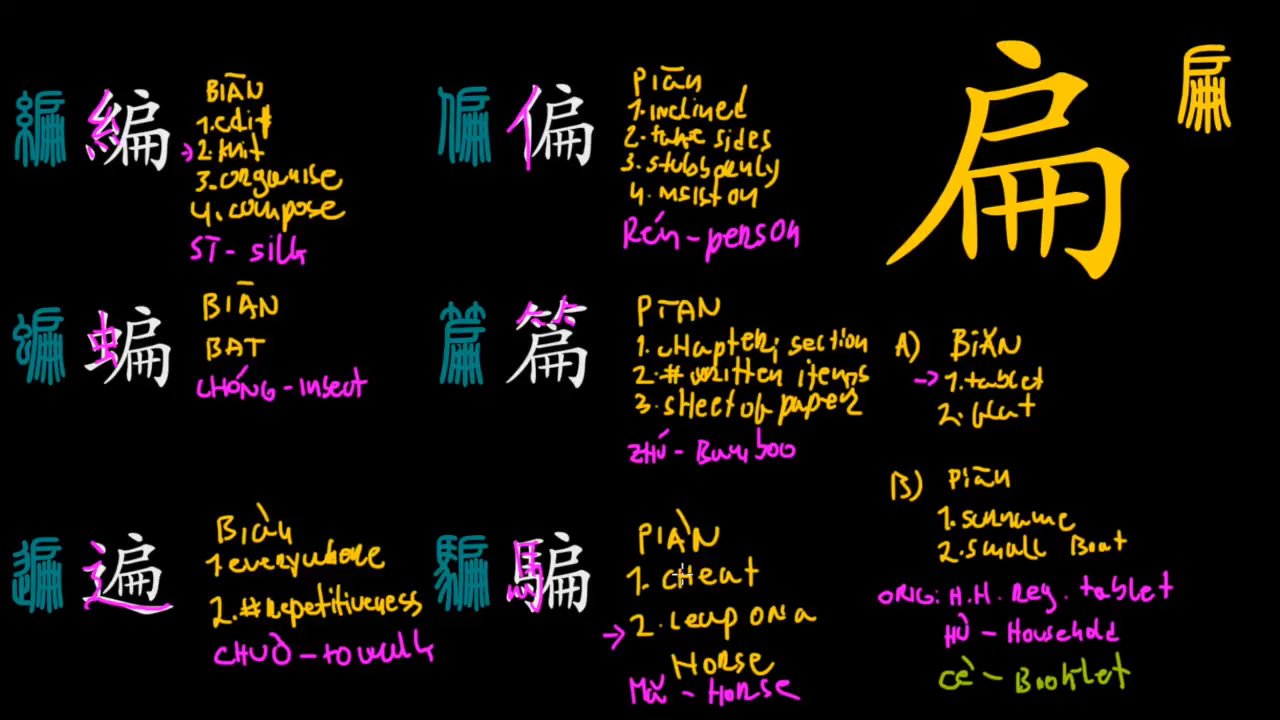 編 編 BIĀN
1. edit
2. knit
3. organise
4. compose
SĪ - silk
偏 偏 PIān
1. inclined
2. take sides
3. stubbspenly
4. insist on
Rén - person
扁 扁
蝙 蝙 BIĀN
BAT
CHÓNG - insect
篇 篇 PIAN
1. CHapter; section
2. # written items
3. sheet of paper
ZHú - Bamboo
A) BiǍN
1. tablet
2. flat
B) Piān
1. surname
2. small Boat
ORIG: H.H. Reg. tablet
HÙ - Household
Cè - Booklet
遍 遍 Biàn
1 everywhere
2. # Repetitiveness
CHUÒ - to walk
騙 騙 PIÀN
1. cHeat
2. Leap ON a
Horse
Mǎ - Horse